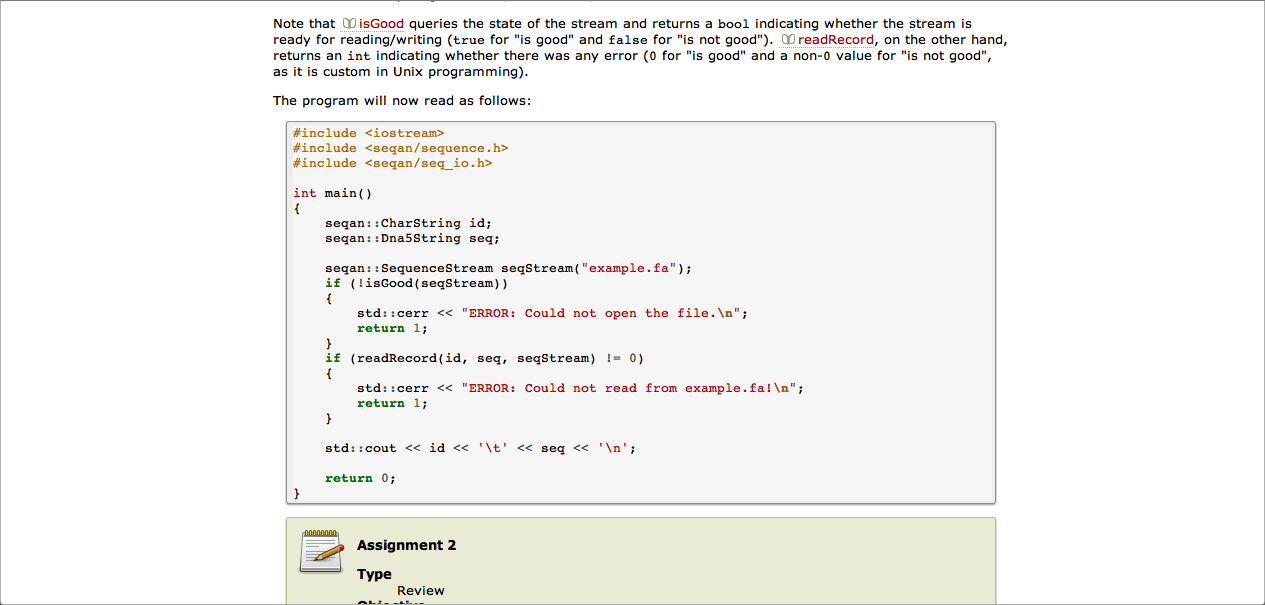 Note that isGood queries the state of the stream and returns a bool indicating whether the stream is
ready for reading/writing (true for "is good" and false for "is not good"). readRecord, on the other hand,
returns an int indicating whether there was any error (0 for "is good" and a non-0 value for "is not good",
as it is custom in Unix programming).
The program will now read as follows:
#include <iostream>
#include <seqan/sequence.h>
#include <seqan/seq_io.h>
int main()
{
    seqan::CharString id;
    seqan::Dna5String seq;
    seqan::SequenceStream seqStream("example.fa");
    if (!isGood(seqStream))
    {
        std::cerr << "ERROR: Could not open the file.\n";
        return 1;
    }
    if (readRecord(id, seq, seqStream) != 0)
    {
        std::cerr << "ERROR: Could not read from example.fa!\n";
        return 1;
    }
    std::cout << id << '\t' << seq << '\n';
    return 0;
}
Assignment 2
Type
Review
Objective